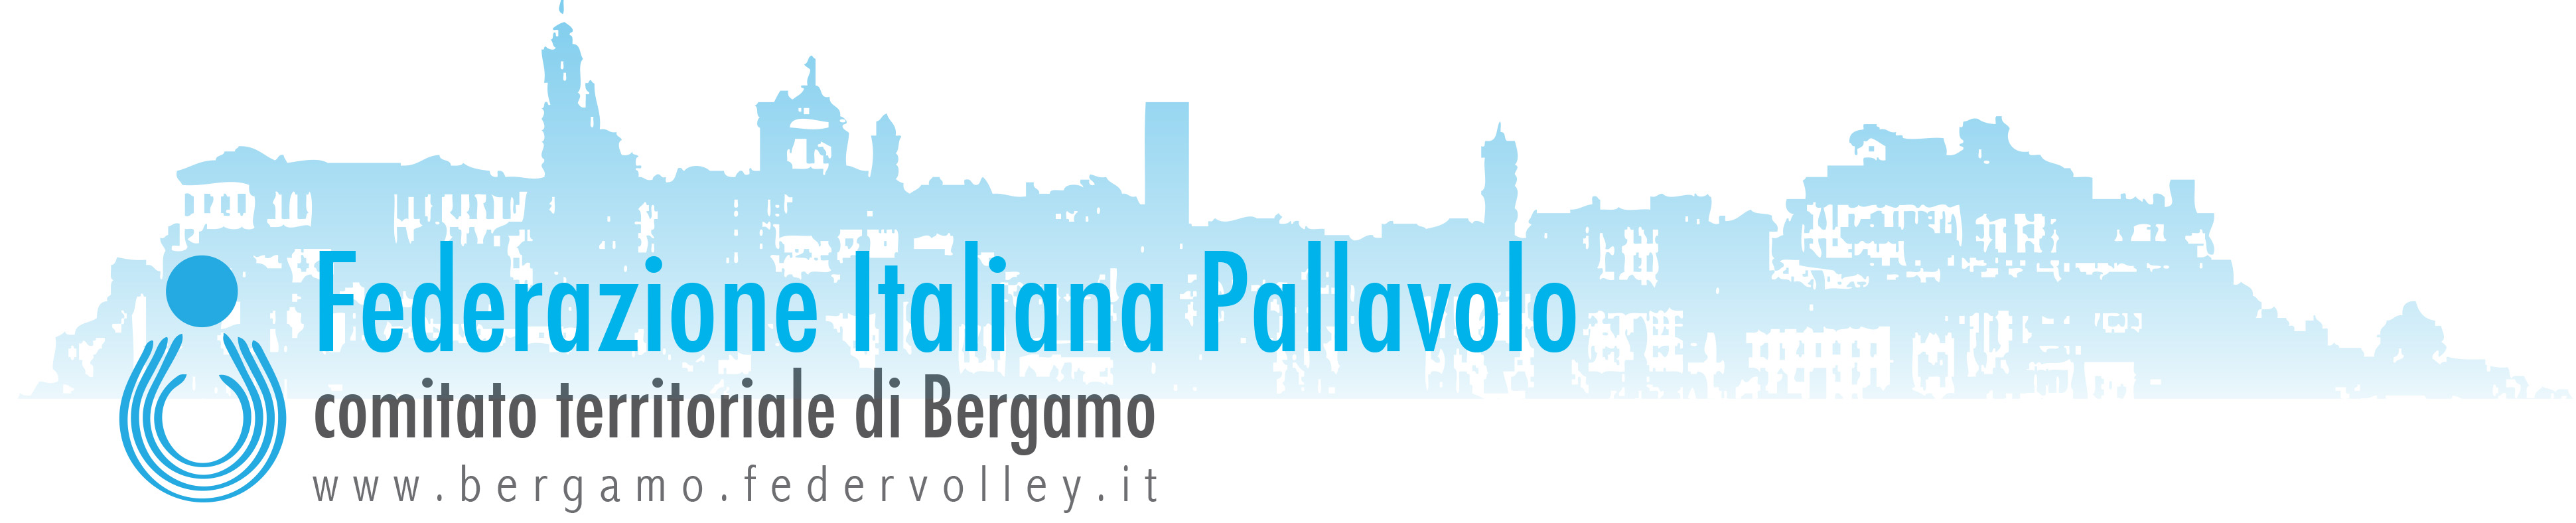 Federazione Italiana Pallavolo
comitato territoriale di Bergamo
www.bergamo.federvolley.it